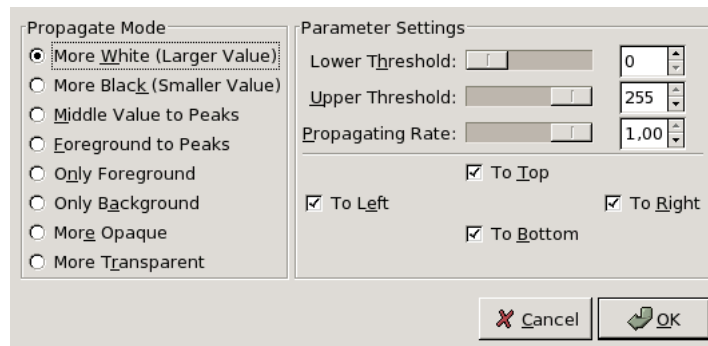 Propagate Mode
More White (Larger Value)
More Black (Smaller Value)
Middle Value to Peaks
Foreground to Peaks
Only Foreground
Only Background
More Opaque
More Transparent
Parameter Settings
Lower Threshold: 0
Upper Threshold: 255
Propagating Rate: 1,00
To Top
To Left
To Right
To Bottom
Cancel
OK